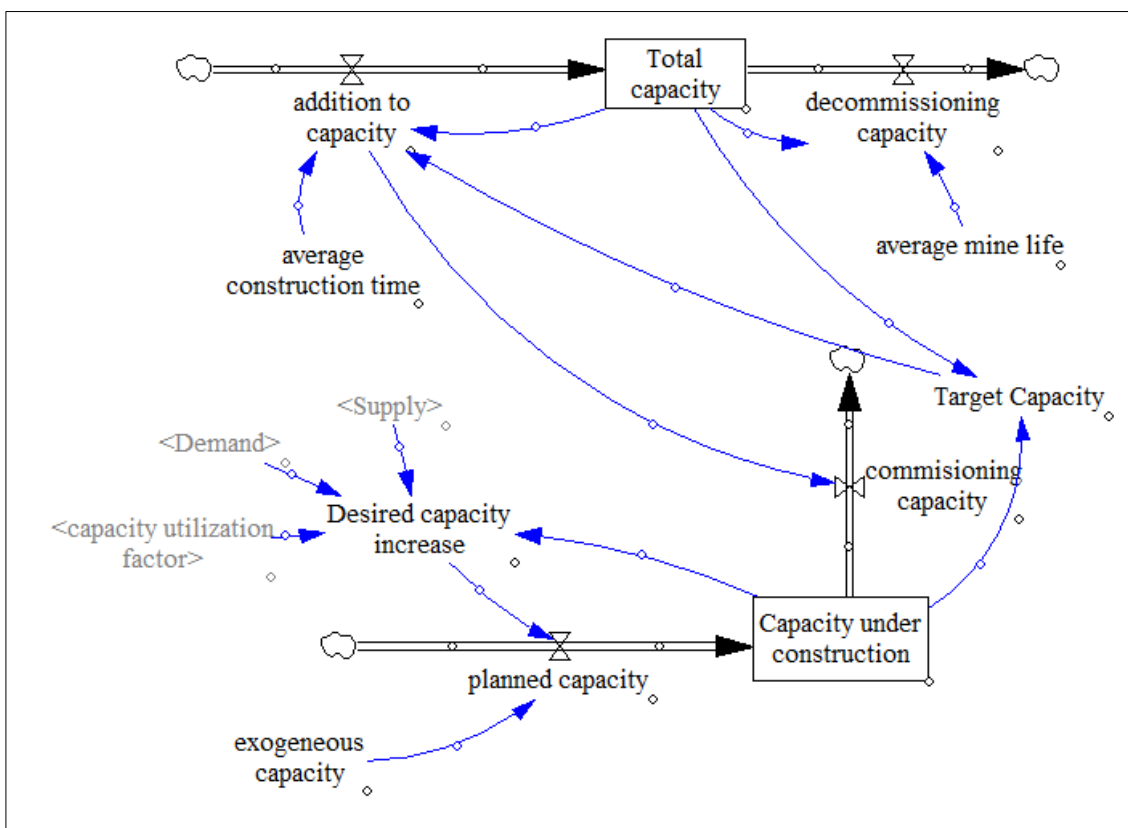 Total
capacity
addition to
capacity
decommissioning
capacity
average
construction time
average mine life
Target Capacity
<Supply>
<Demand>
commisioning
capacity
Desired capacity
increase
<capacity utilization
factor>
Capacity under
construction
planned capacity
exogeneous
capacity